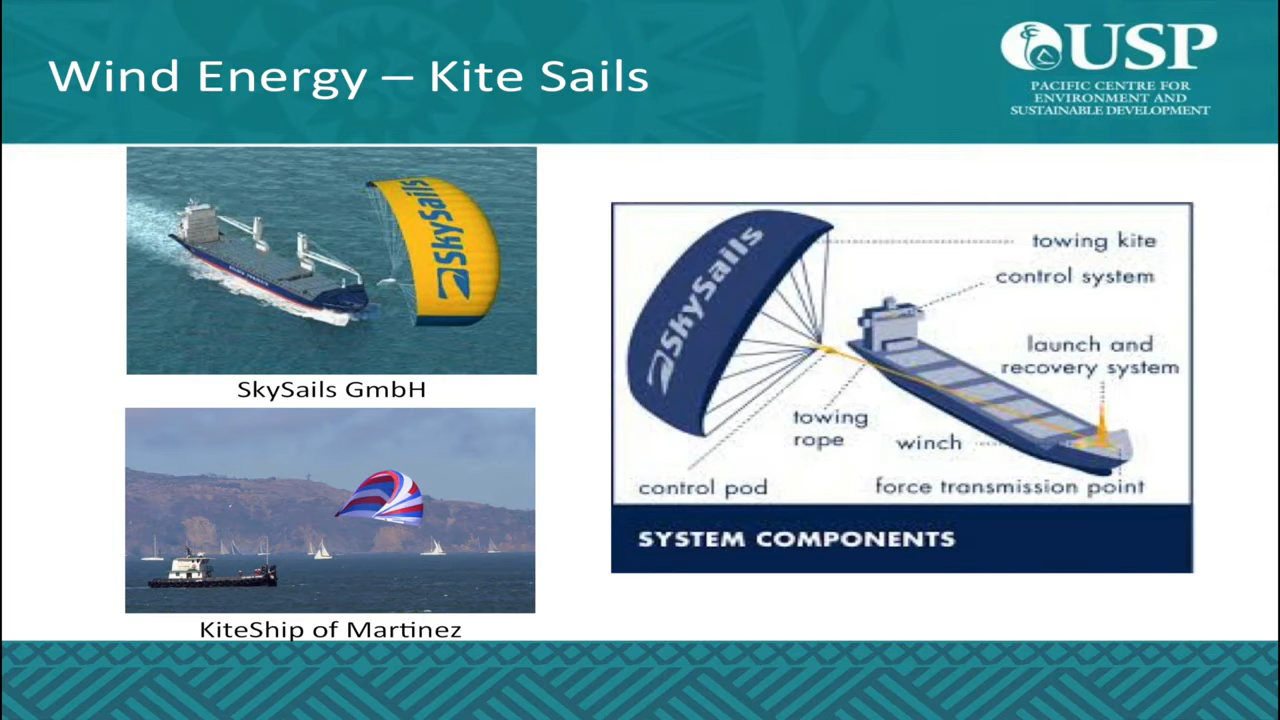 Wind Energy – Kite Sails
USP
PACIFIC CENTRE FOR
ENVIRONMENT AND
SUSTAINABLE DEVELOPMENT
SkySails
SkySails GmbH
KiteShip of Martinez
SkySails
towing kite
control system
launch and
recovery system
towing
rope
winch
control pod
force transmission point
SYSTEM COMPONENTS